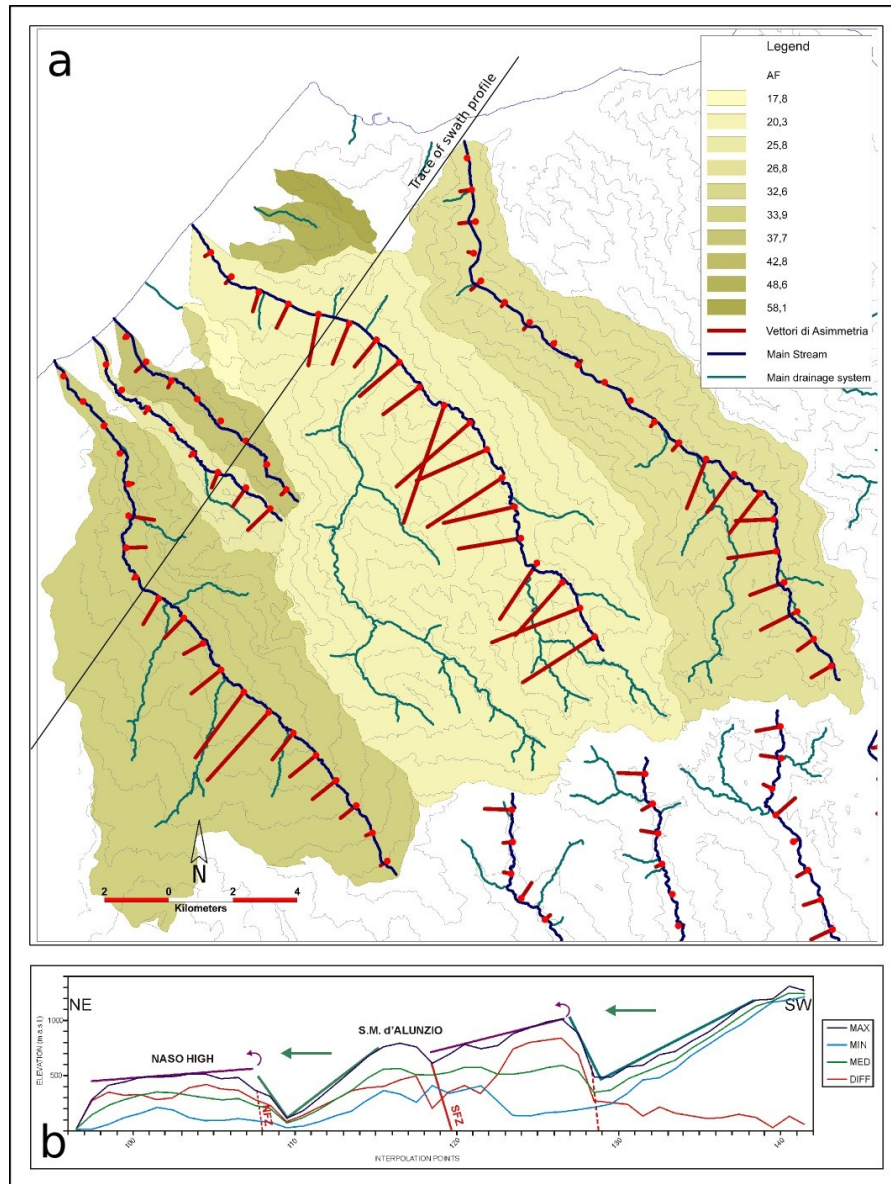 a
Legend
AF
17,8
20,3
25,8
26,8
32,6
33,9
37,7
42,8
48,6
58,1
Vettori di Asimmetria
Main Stream
Main drainage system
Trace of swath profile
N
2 0 2 4
Kilometers
NE
SW
1000
500
0
ELEVATION (m a.s.l.)
NASO HIGH
S.M. d'ALUNZIO
NFZ
SFZ
MAX
MIN
MED
DIFF
100 110 120 130 140
INTERPOLATION POINTS
b